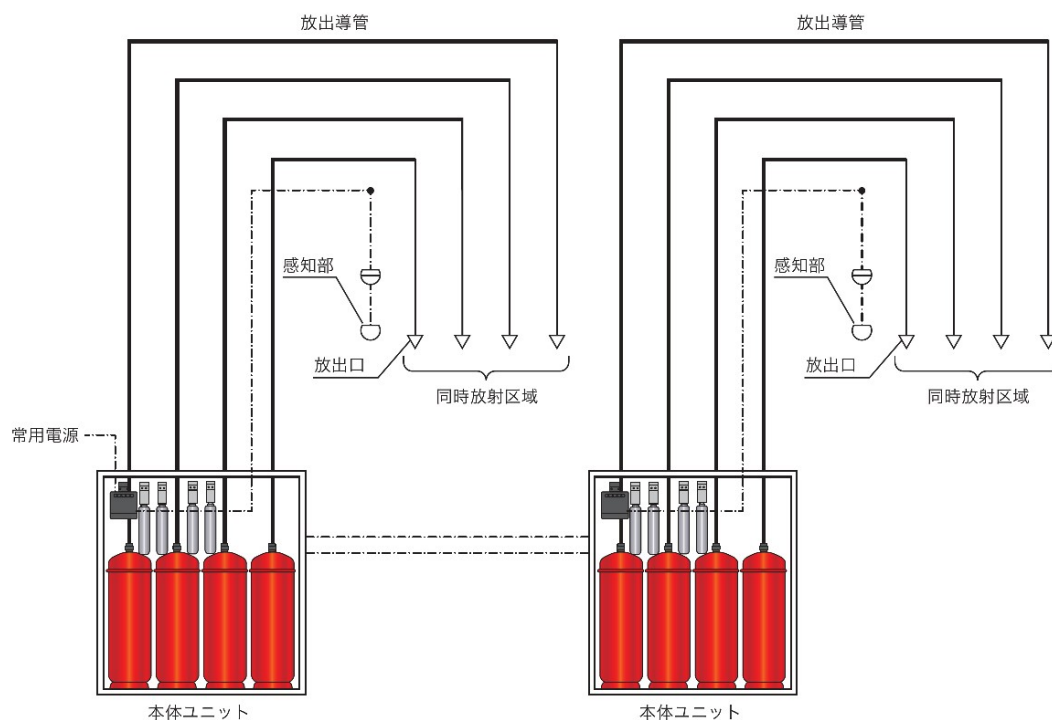 放出導管
放出導管
感知部
感知部
放出口
放出口
同時放射区域
同時放射区域
常用電源
本体ユニット
本体ユニット